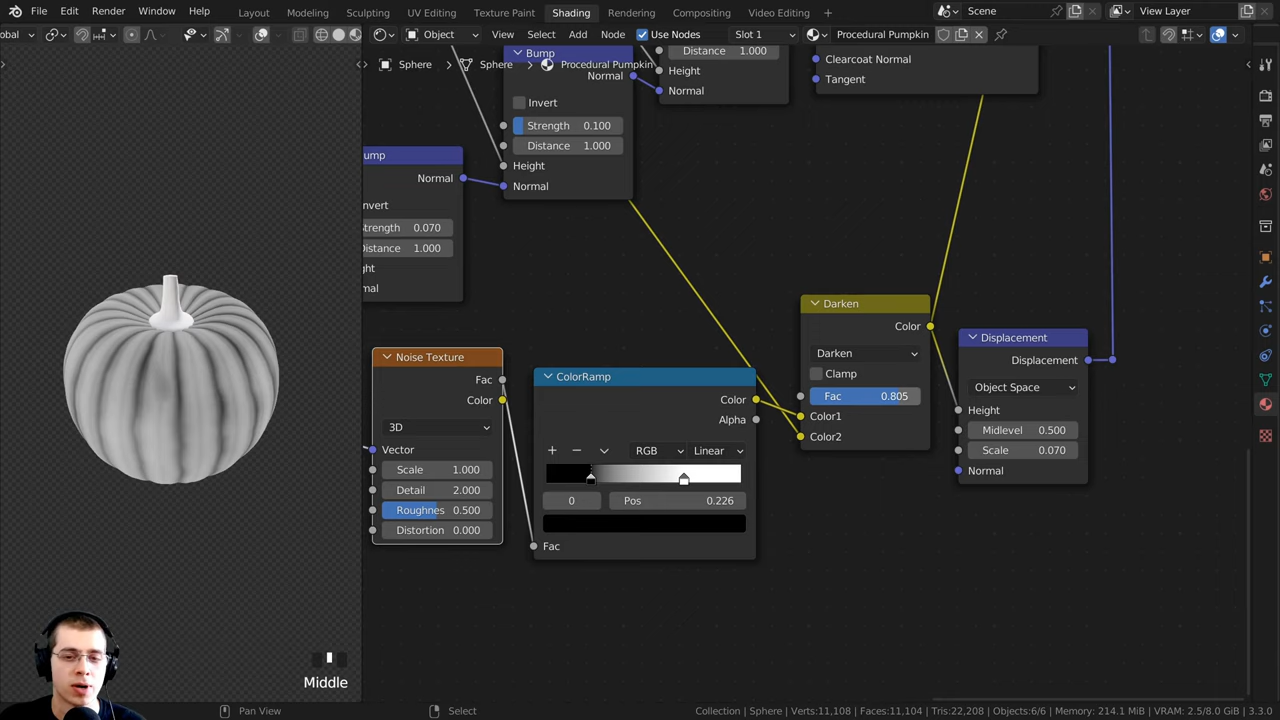 File Edit Render Window Help Layout Modeling Sculpting UV Editing Texture Paint Shading Rendering Compositing Video Editing Scene View Layer
obal Object View Select Add Node Use Nodes Slot 1 Procedural Pumpkin
Sphere Sphere Procedural Pumpkin
Bump
Normal
Invert
Strength 0.100
Distance 1.000
Height
Normal
Distance 1.000
Height
Normal
Clearcoat Normal
Tangent
ump
Normal
nvert
trength 0.070
Distance 1.000
ght
mal
Noise Texture
Fac
Color
3D
Vector
Scale 1.000
Detail 2.000
Roughnes 0.500
Distortion 0.000
ColorRamp
Color
Alpha
RGB Linear
0 Pos 0.226
Fac
Darken
Color
Darken
Clamp
Fac 0.805
Color1
Color2
Displacement
Displacement
Object Space
Height
Midlevel 0.500
Scale 0.070
Normal
Middle
Pan View Select Collection | Sphere | Verts:11,108 | Faces:11,104 | Tris:22,208 | Objects:6/6 | Memory: 214.1 MiB | VRAM: 2.5/8.0 GiB | 3.3.0